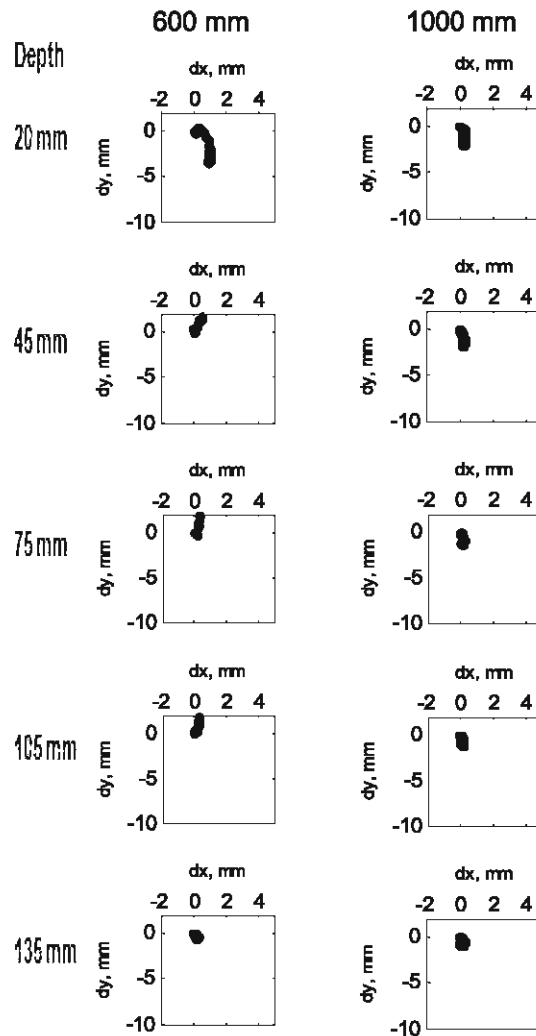 600 mm 1000 mm
Depth
dx, mm dx, mm
-2 0 2 4 -2 0 2 4
20 mm
0 0
dy, mm dy, mm
-5 -5
-10 -10
dx, mm dx, mm
-2 0 2 4 -2 0 2 4
45 mm
0 0
dy, mm dy, mm
-5 -5
-10 -10
dx, mm dx, mm
-2 0 2 4 -2 0 2 4
75 mm
0 0
dy, mm dy, mm
-5 -5
-10 -10
dx, mm dx, mm
-2 0 2 4 -2 0 2 4
105 mm
0 0
dy, mm dy, mm
-5 -5
-10 -10
dx, mm dx, mm
-2 0 2 4 -2 0 2 4
135 mm
0 0
dy, mm dy, mm
-5 -5
-10 -10